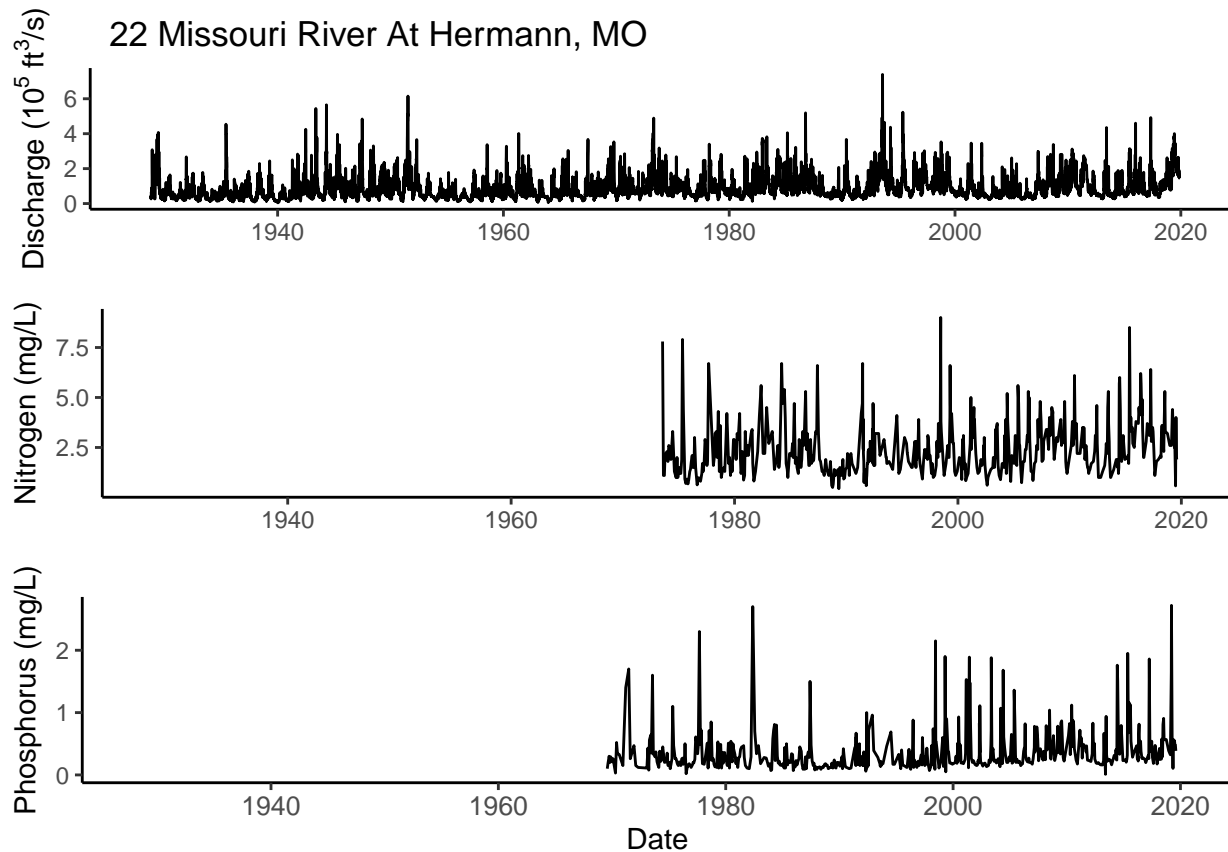 22 Missouri River At Hermann, MO
Discharge (10⁵ ft³/s)
6
4
2
0
1940 1960 1980 2000 2020
Nitrogen (mg/L)
7.5
5.0
2.5
1940 1960 1980 2000 2020
Phosphorus (mg/L)
2
1
0
1940 1960 1980 2000 2020
Date